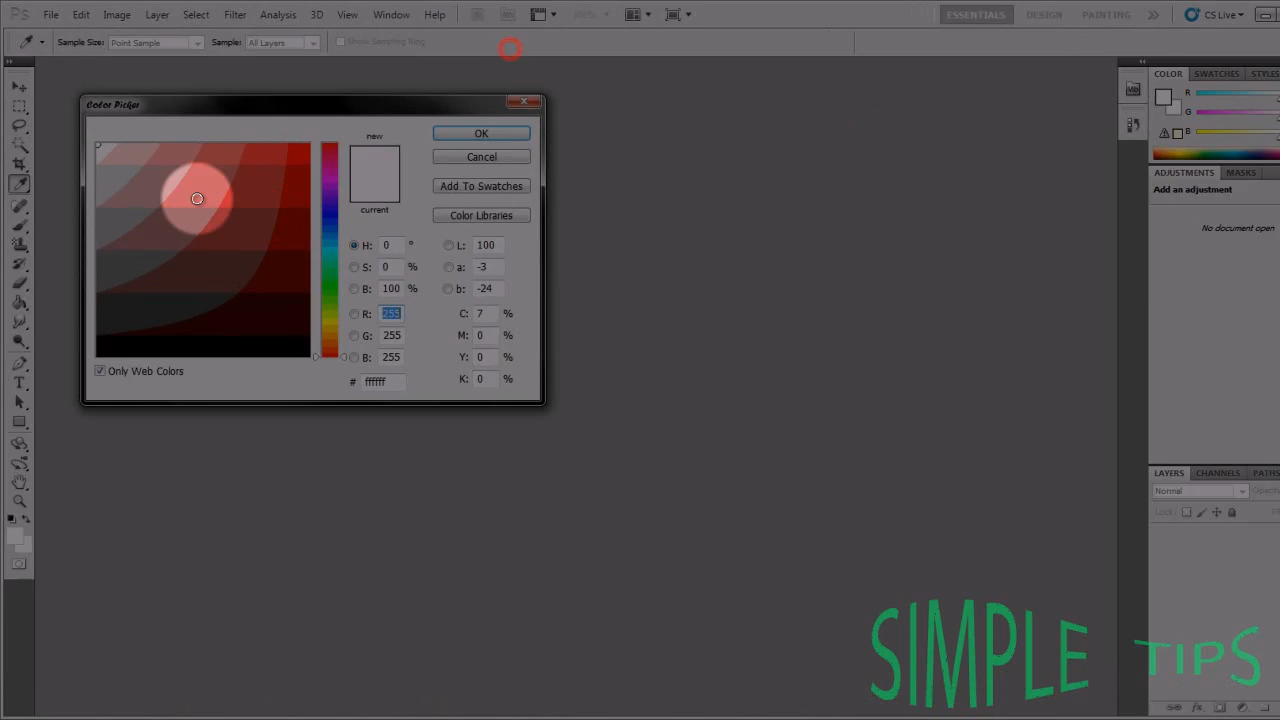 Ps File Edit Image Layer Select Filter Analysis 3D View Window Help ESSENTIALS DESIGN PAINTING CS Live
Sample Size: Point Sample Sample: All Layers Show Sampling Ring
COLOR SWATCHES STYLES
R
G
B
ADJUSTMENTS MASKS
Add an adjustment
No document open
Color Picker
new
current
OK
Cancel
Add To Swatches
Color Libraries
H: 0 ° L: 100
S: 0 % a: -3
B: 100 % b: -24
R: 255 C: 7 %
G: 255 M: 0 %
B: 255 Y: 0 %
# ffffff K: 0 %
Only Web Colors
LAYERS CHANNELS PATHS
Normal
Lock:
SIMPLE TIPS